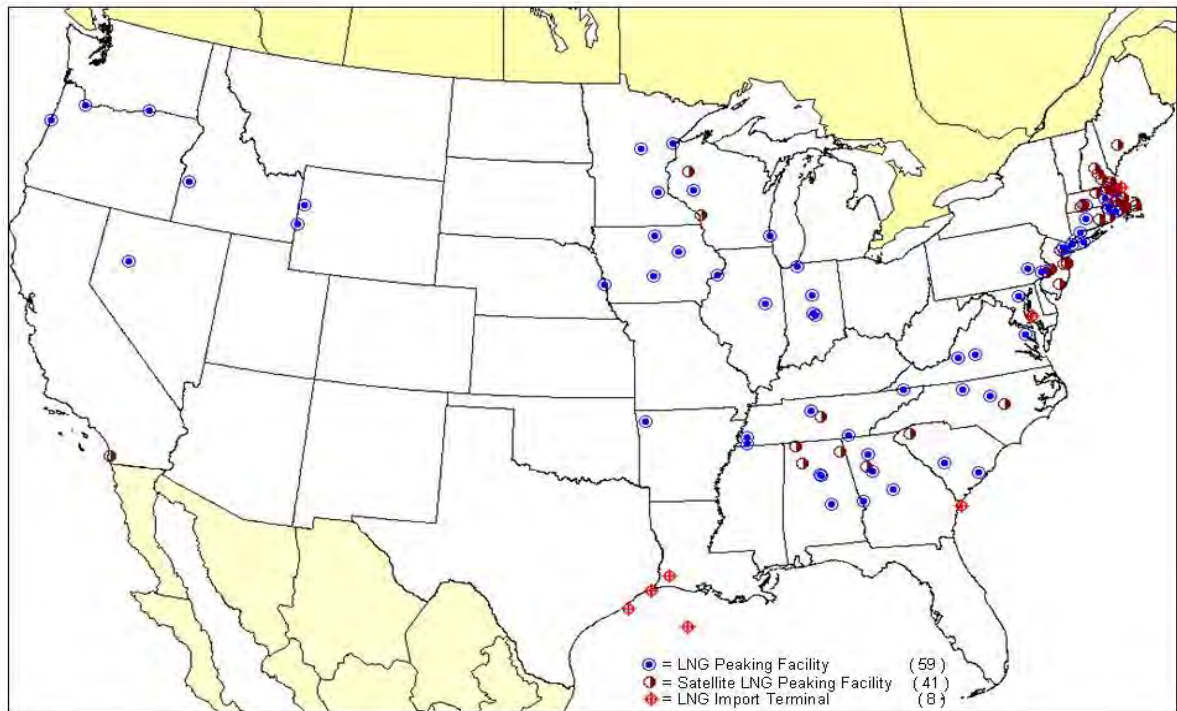 = LNG Peaking Facility (59)
= Satellite LNG Peaking Facility (41)
= LNG Import Terminal (8)